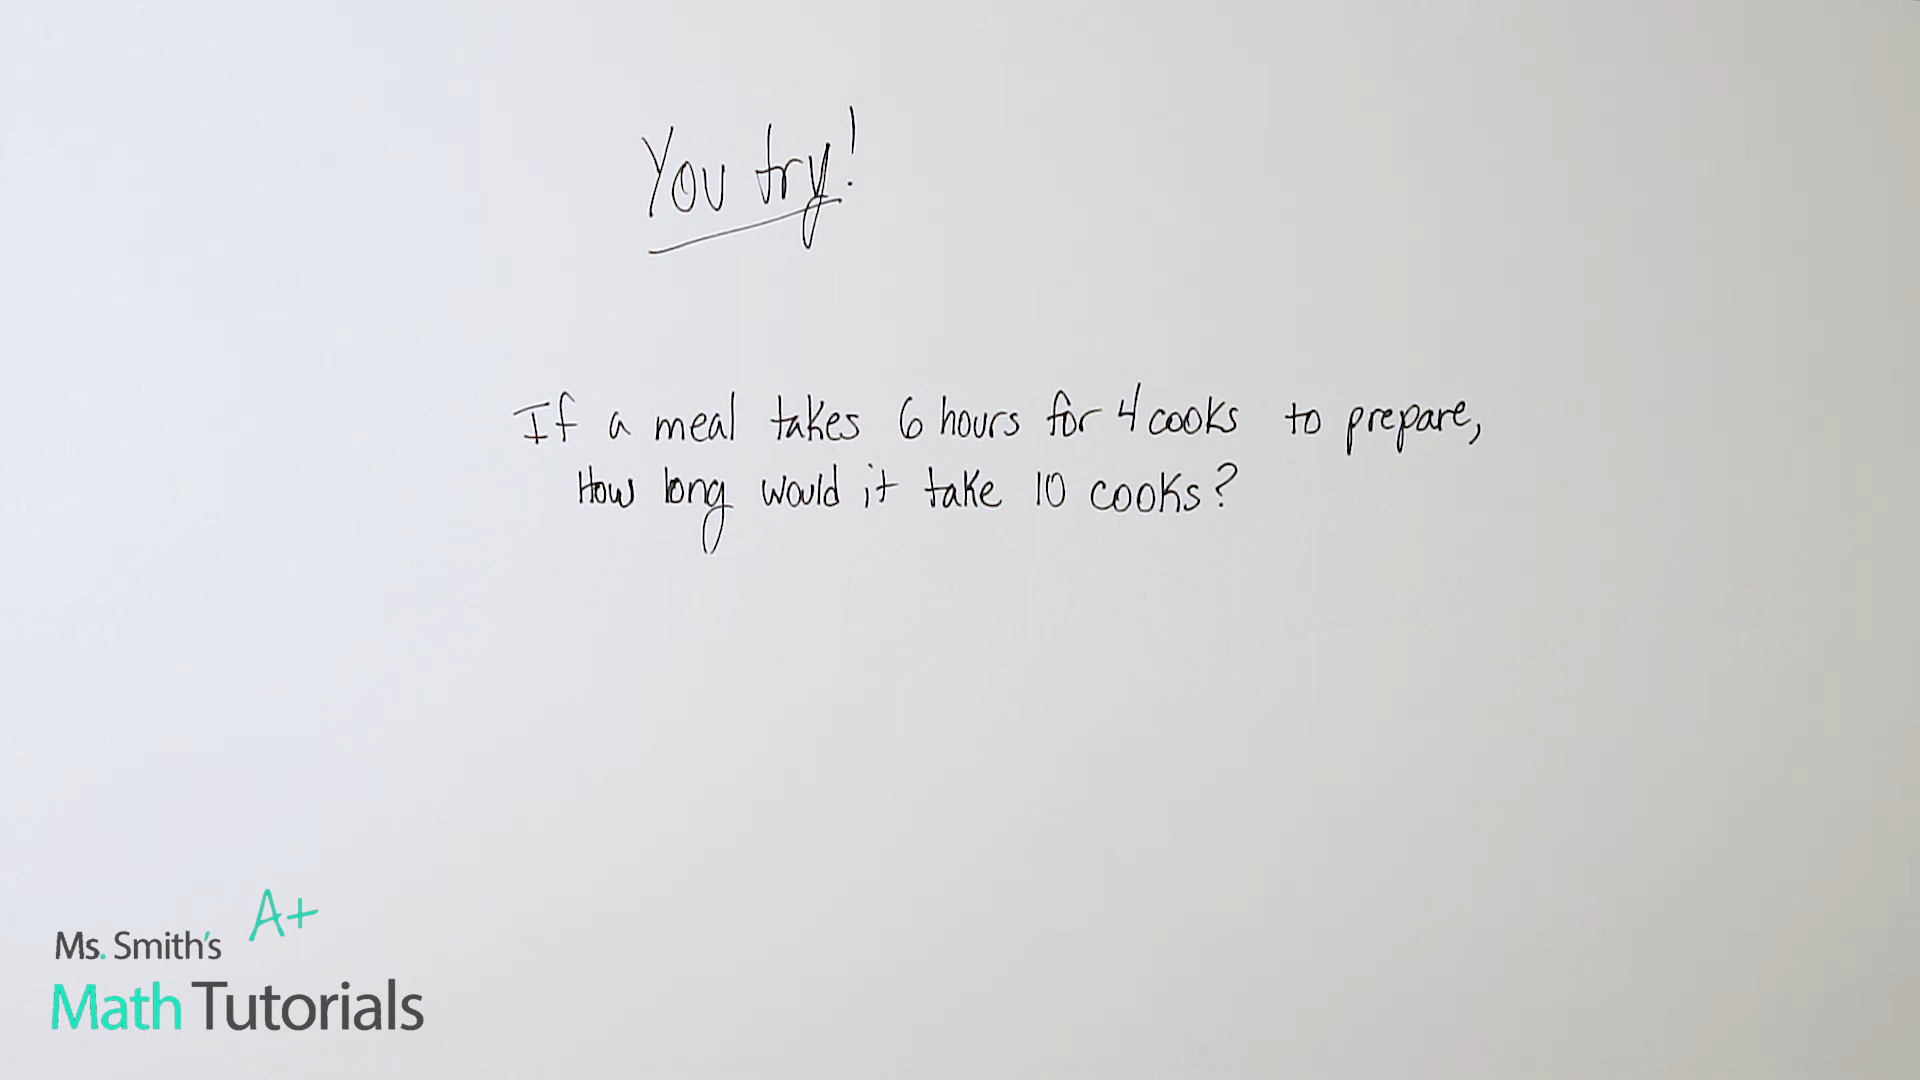 You try!
If a meal takes 6 hours for 4 cooks to prepare,
How long would it take 10 cooks?
A+
Ms. Smith's
Math Tutorials